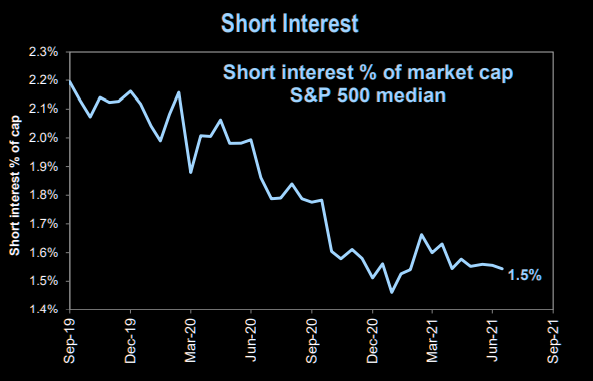 Short Interest
Short interest % of market cap
S&P 500 median
Short interest % of cap
2.3%
2.2%
2.1%
2.0%
1.9%
1.8%
1.7%
1.6%
1.5%
1.4%
1.5%
Sep-19
Dec-19
Mar-20
Jun-20
Sep-20
Dec-20
Mar-21
Jun-21
Sep-21